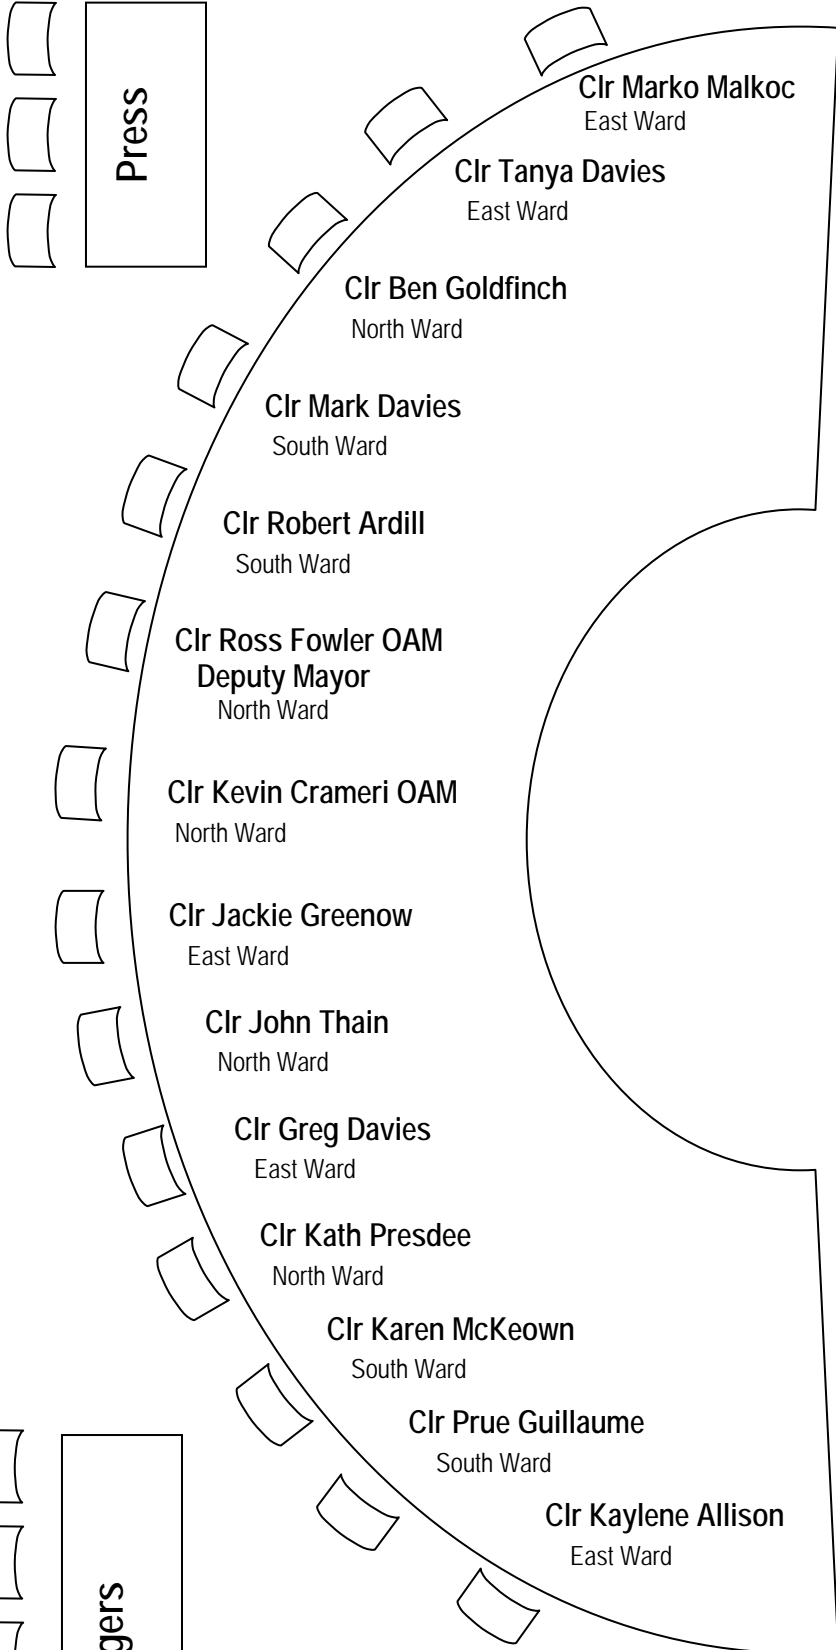 Press
Clr Marko Malkoc
East Ward
Clr Tanya Davies
East Ward
Clr Ben Goldfinch
North Ward
Clr Mark Davies
South Ward
Clr Robert Ardill
South Ward
Clr Ross Fowler OAM
Deputy Mayor
North Ward
Clr Kevin Crameri OAM
North Ward
Clr Jackie Greenow
East Ward
Clr John Thain
North Ward
Clr Greg Davies
East Ward
Clr Kath Presdee
North Ward
Clr Karen McKeown
South Ward
Clr Prue Guillaume
South Ward
Clr Kaylene Allison
East Ward
gers